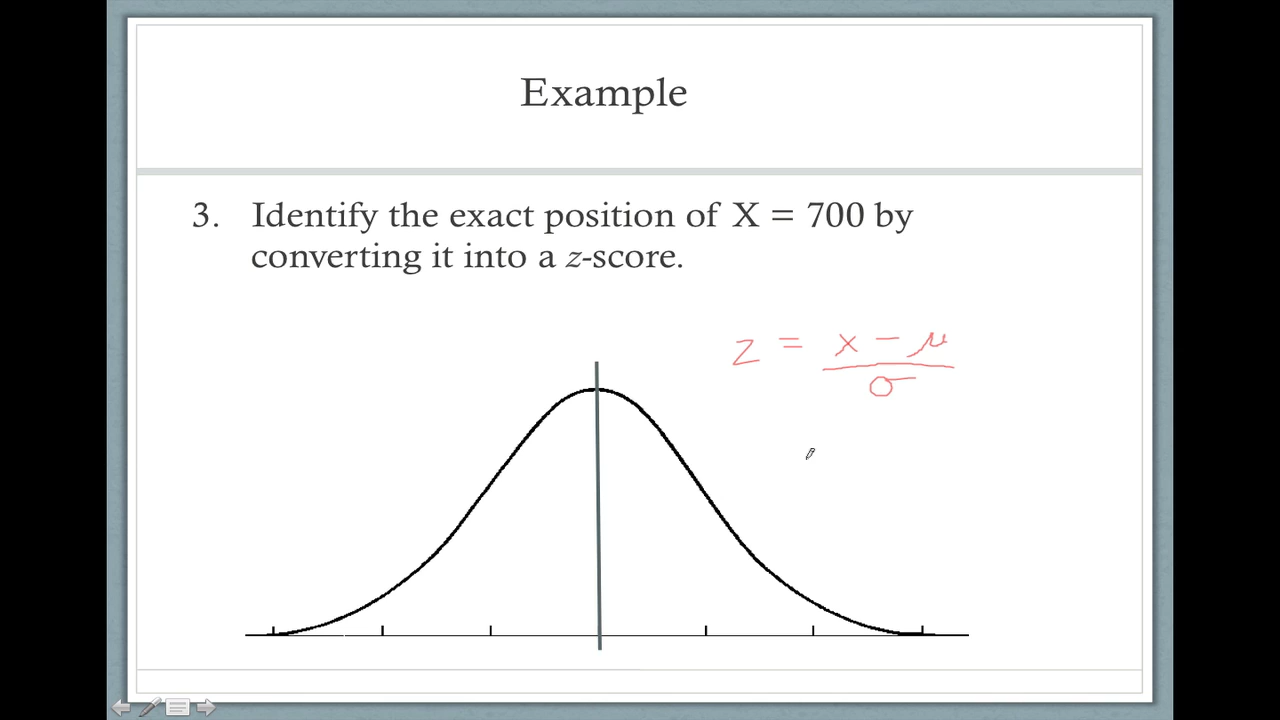 Example
3. Identify the exact position of X = 700 by
converting it into a z-score.
z = x - μ
σ